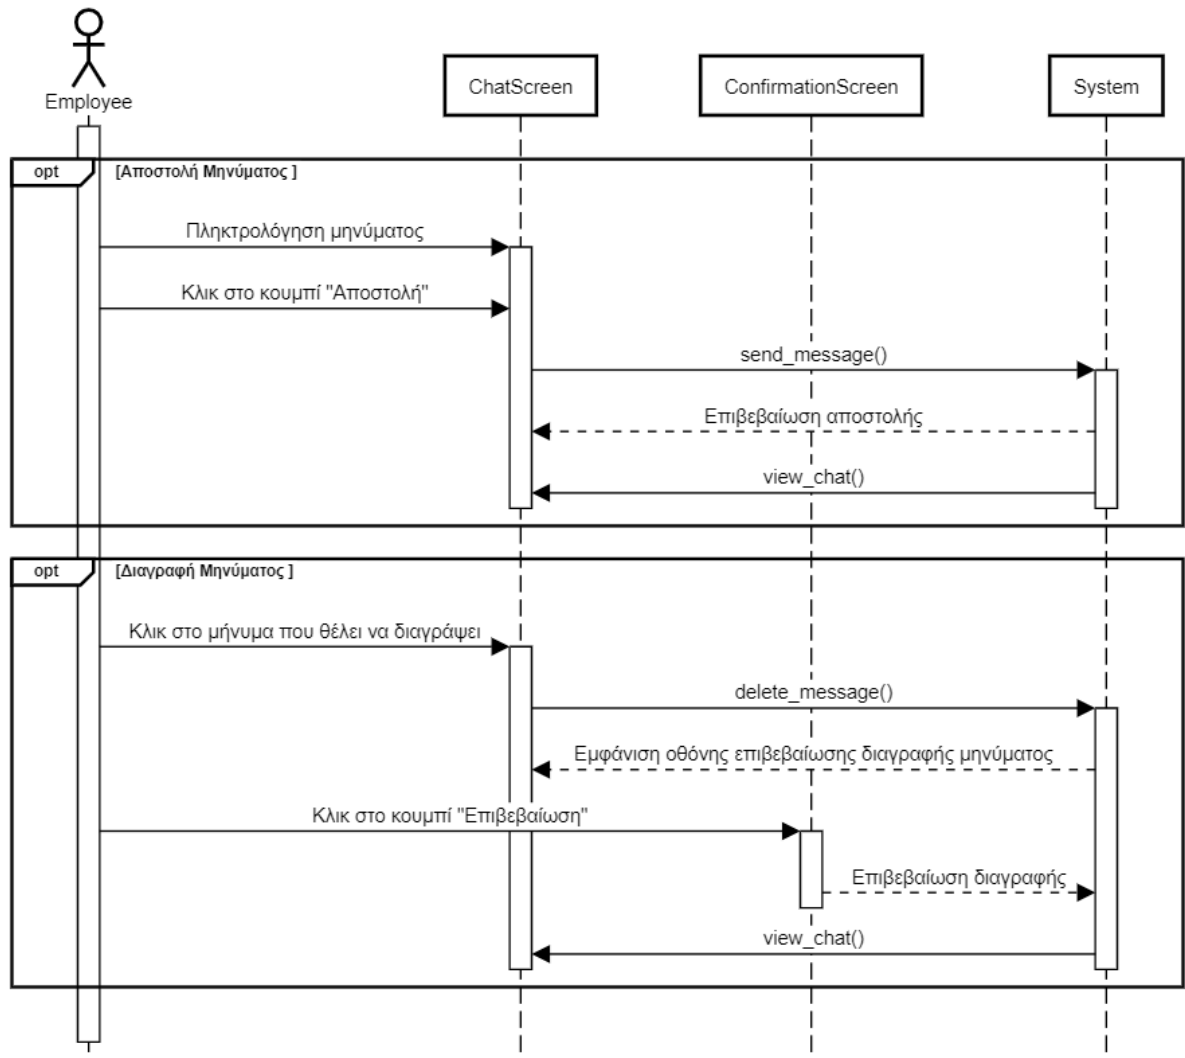 Employee
ChatScreen
ConfirmationScreen
System
opt
[Αποστολή Μηνύματος ]
Πληκτρολόγηση μηνύματος
Κλικ στο κουμπί "Αποστολή"
send_message()
Επιβεβαίωση αποστολής
view_chat()
opt
[Διαγραφή Μηνύματος ]
Κλικ στο μήνυμα που θέλει να διαγράψει
delete_message()
Εμφάνιση οθόνης επιβεβαίωσης διαγραφής μηνύματος
Κλικ στο κουμπί "Επιβεβαίωση"
Επιβεβαίωση διαγραφής
view_chat()